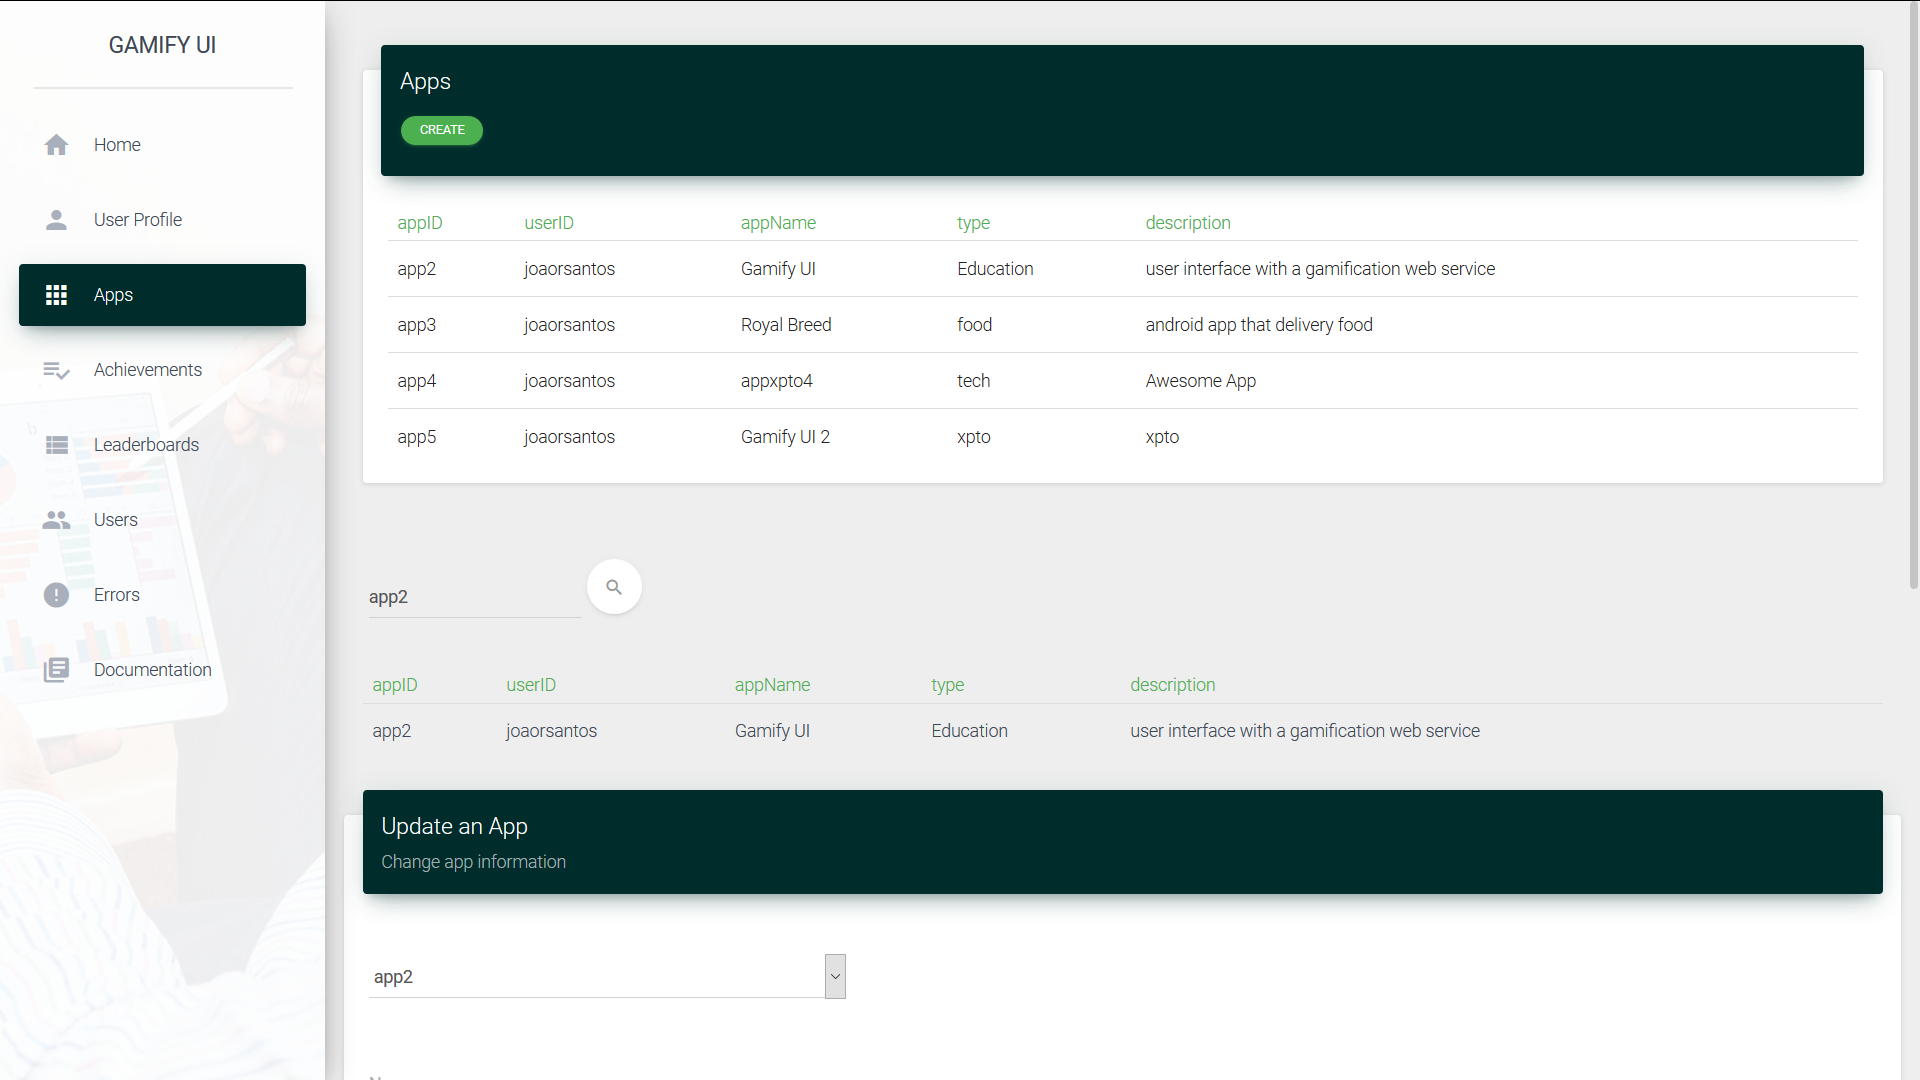 GAMIFY UI
Home
User Profile
Apps
Achievements
Leaderboards
Users
Errors
Documentation
Apps
CREATE
appID userID appName type description
app2 joaorsantos Gamify UI Education user interface with a gamification web service
app3 joaorsantos Royal Breed food android app that delivery food
app4 joaorsantos appxpto4 tech Awesome App
app5 joaorsantos Gamify UI 2 xpto xpto
app2
appID userID appName type description
app2 joaorsantos Gamify UI Education user interface with a gamification web service
Update an App
Change app information
app2